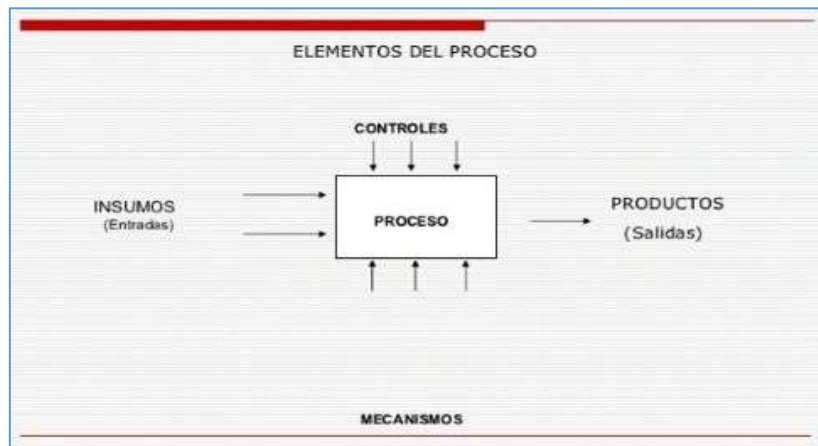 ELEMENTOS DEL PROCESO
CONTROLES
INSUMOS
(Entradas)
PROCESO
PRODUCTOS
(Salidas)
MECANISMOS